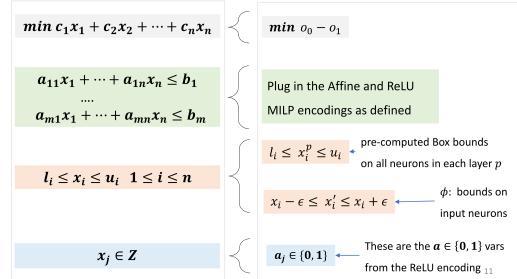 min c₁x₁ + c₂x₂ + ⋯ + cₙxₙ
min o₀ − o₁
a₁₁x₁ + ⋯ + a₁ₙxₙ ≤ b₁
....
aₘ₁x₁ + ⋯ + aₘₙxₙ ≤ bₘ
Plug in the Affine and ReLU
MILP encodings as defined
lᵢ ≤ xᵢ ≤ uᵢ 1 ≤ i ≤ n
lᵢ ≤ xᵢᵖ ≤ uᵢ
pre-computed Box bounds
on all neurons in each layer p
xᵢ − ϵ ≤ xᵢ′ ≤ xᵢ + ϵ
ϕ: bounds on
input neurons
xⱼ ∈ Z
aⱼ ∈ {0, 1}
These are the a ∈ {0, 1} vars
from the ReLU encoding
11